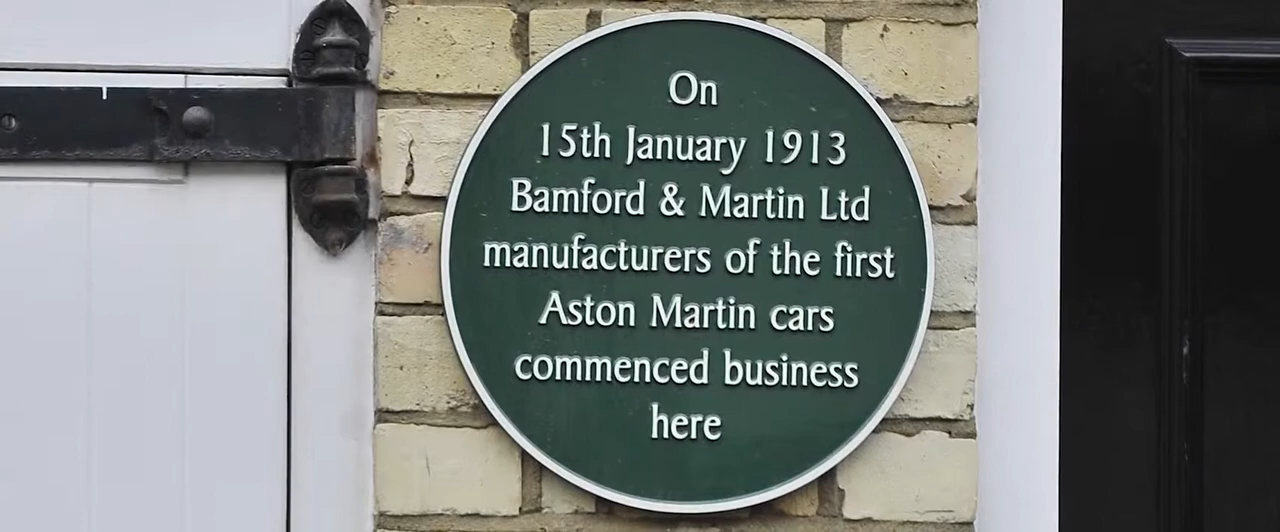 On
15th January 1913
Bamford & Martin Ltd
manufacturers of the first
Aston Martin cars
commenced business
here